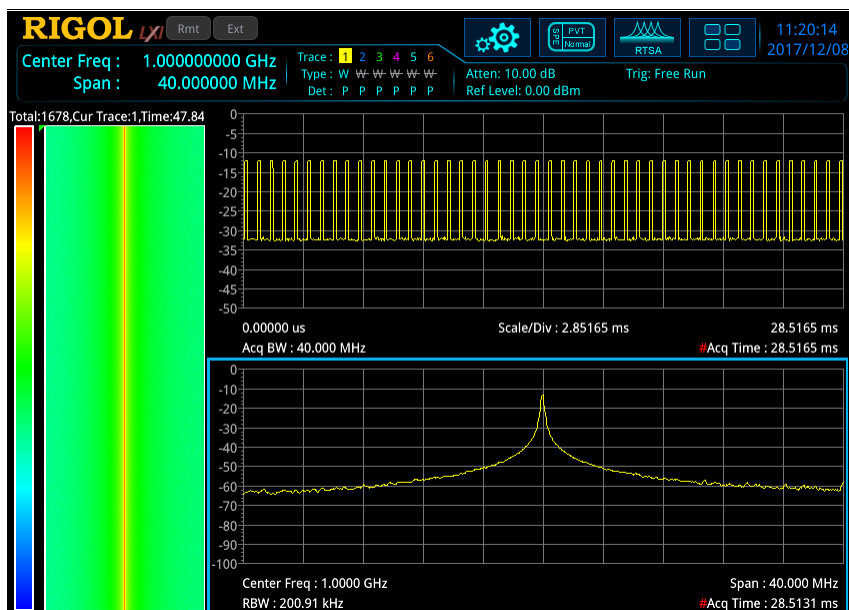 RIGOL LXI Rmt Ext
SPE PVT Normal
RTSA
11:20:14
2017/12/08
Center Freq : 1.000000000 GHz
Span : 40.000000 MHz
Trace : 1 2 3 4 5 6
Type : W W W W W W
Det : P P P P P P
Atten: 10.00 dB
Ref Level: 0.00 dBm
Trig: Free Run
Total:1678,Cur Trace:1,Time:47.84
0
-5
-10
-15
-20
-25
-30
-35
-40
-45
-50
0.00000 us Scale/Div : 2.85165 ms 28.5165 ms
Acq BW : 40.000 MHz #Acq Time : 28.5165 ms
0
-10
-20
-30
-40
-50
-60
-70
-80
-90
-100
Center Freq : 1.0000 GHz Span : 40.000 MHz
RBW : 200.91 kHz #Acq Time : 28.5131 ms